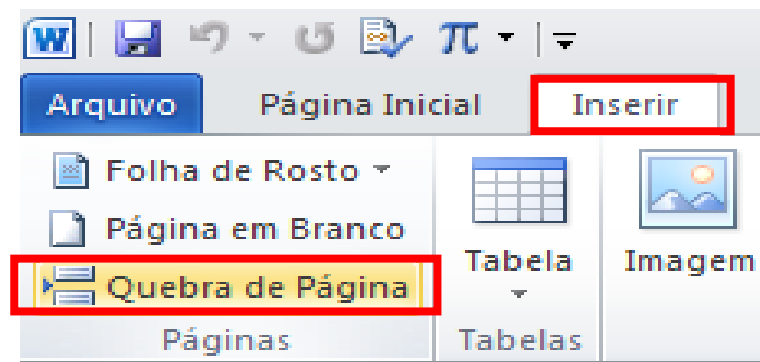 W
Arquivo Página Inicial Inserir
Folha de Rosto
Página em Branco
Quebra de Página
Tabela
Imagem
Páginas
Tabelas